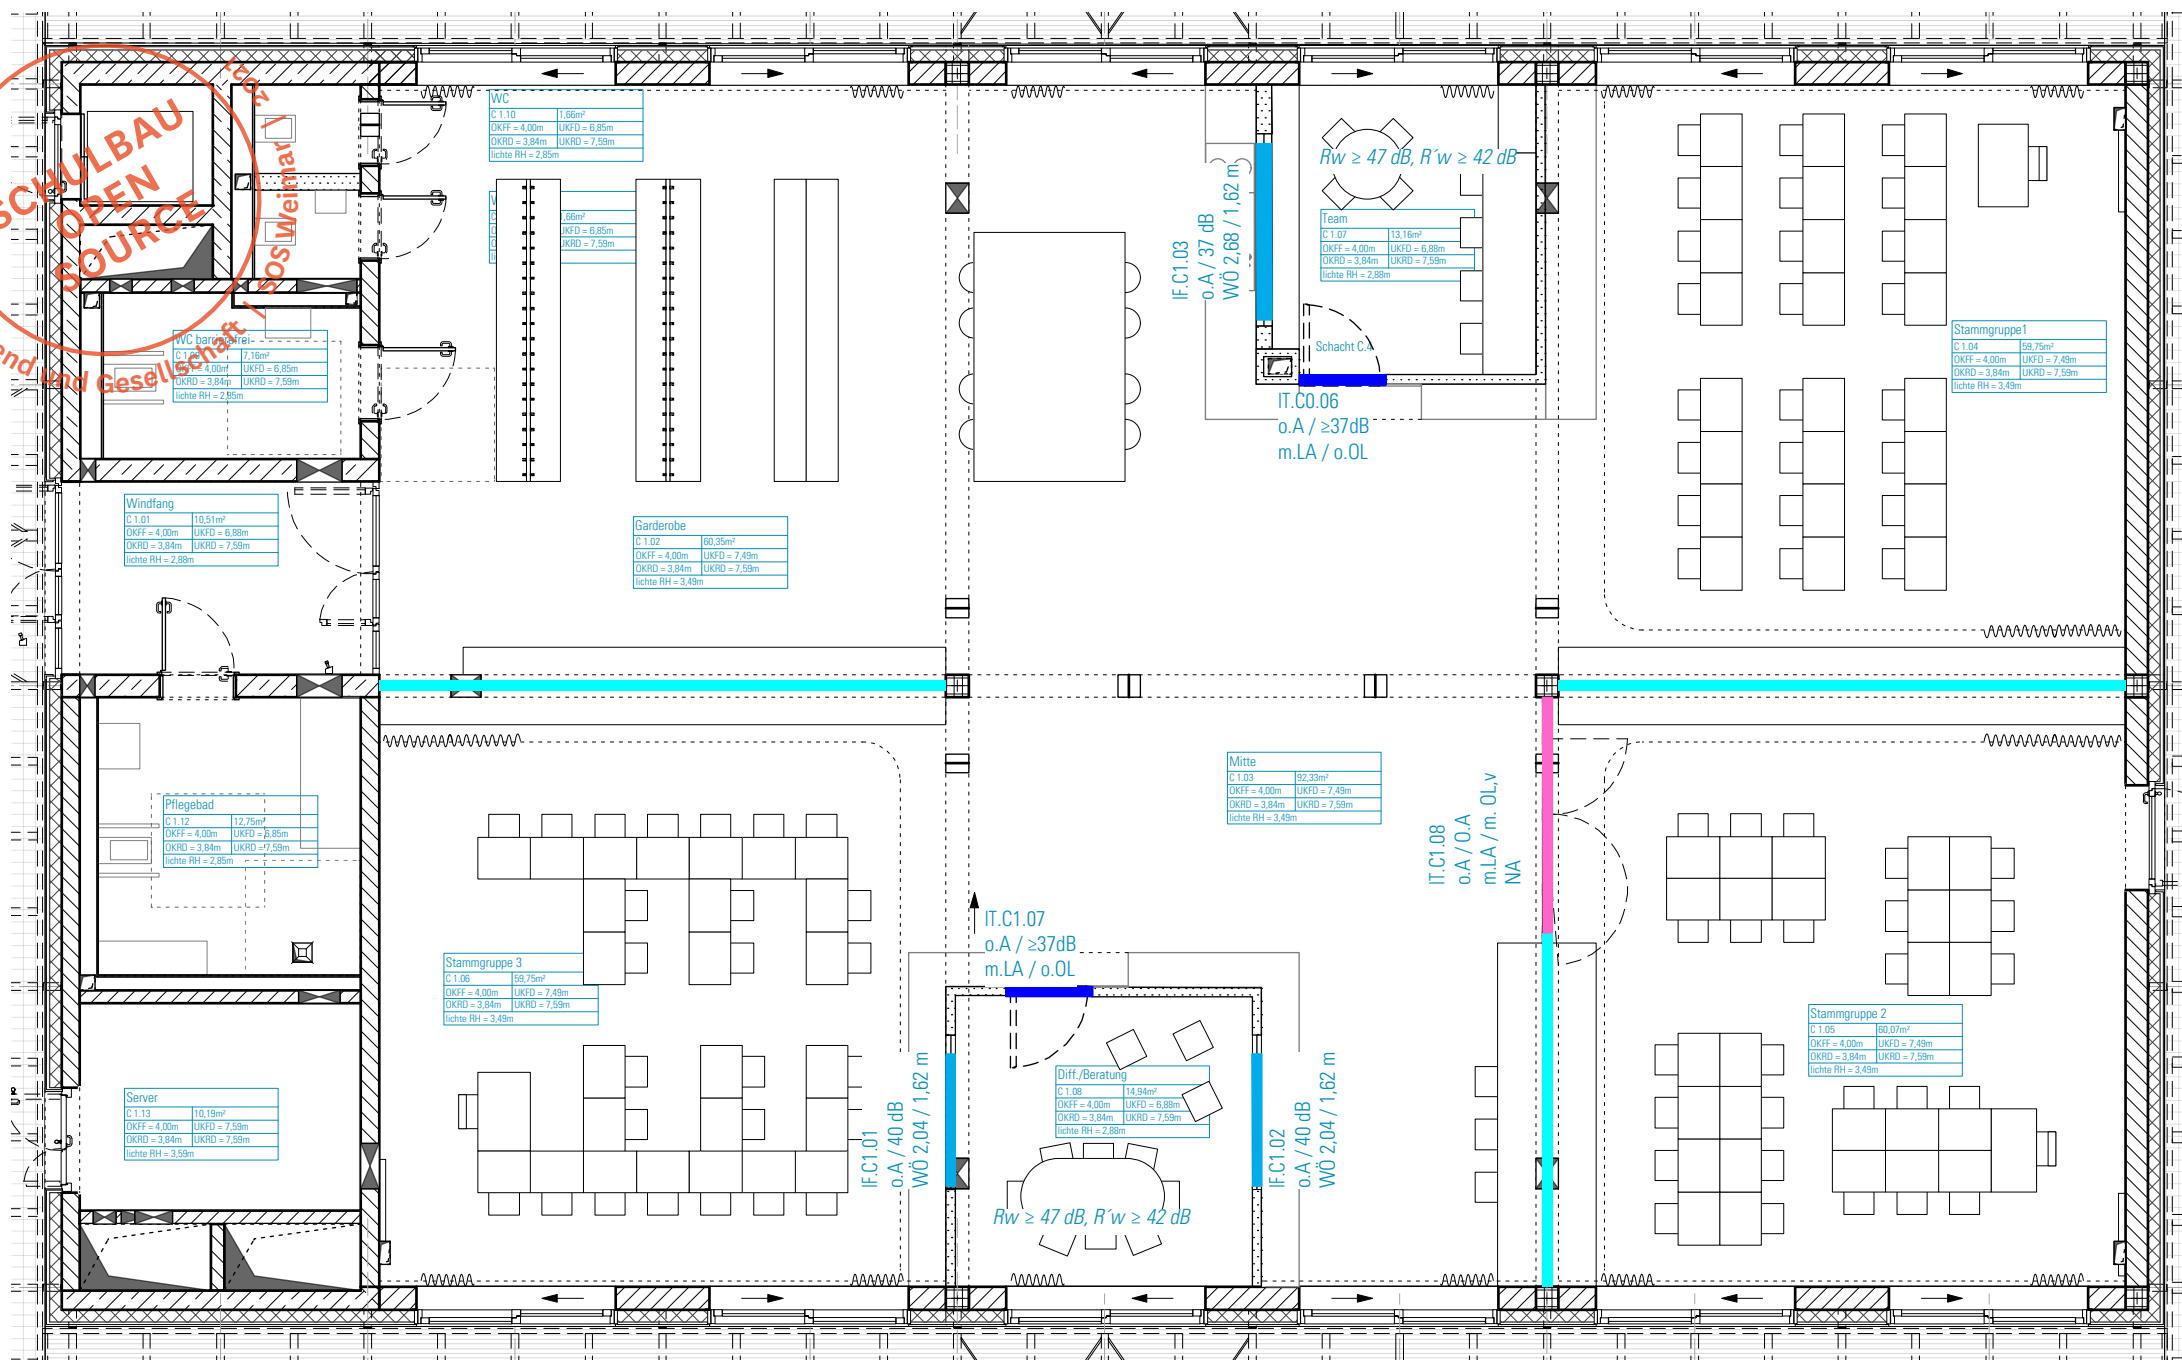 SCHULBAU
OPEN
SOURCE
end und Gesellschaft / SOS Weimar / 2021
WC
C 1.10 1,66m²
OKFF = 4,00m UKFD = 6,85m
OKRD = 3,84m UKRD = 7,59m
lichte RH = 2,85m
,66m²
UKFD = 6,85m
UKRD = 7,59m
WC barrierefrei
7,16m²
= 4,00m UKFD = 6,85m
OKRD = 3,84m UKRD = 7,59m
lichte RH = 2,85m
Windfang
C 1.01 10,51m²
OKFF = 4,00m UKFD = 6,88m
OKRD = 3,84m UKRD = 7,59m
lichte RH = 2,88m
Garderobe
C 1.02 60,35m²
OKFF = 4,00m UKFD = 7,49m
OKRD = 3,84m UKRD = 7,59m
lichte RH = 3,49m
IF.C1.03
o.A / 37 dB
WÖ 2,68 / 1,62 m
Rw ≥ 47 dB, R´w ≥ 42 dB
Team
C 1.07 13,16m²
OKFF = 4,00m UKFD = 6,88m
OKRD = 3,84m UKRD = 7,59m
lichte RH = 2,88m
Schacht C.4
IT.C0.06
o.A / ≥37dB
m.LA / o.OL
Stammgruppe1
C 1.04 59,75m²
OKFF = 4,00m UKFD = 7,49m
OKRD = 3,84m UKRD = 7,59m
lichte RH = 3,49m
Mitte
C 1.03 92,33m²
OKFF = 4,00m UKFD = 7,49m
OKRD = 3,84m UKRD = 7,59m
lichte RH = 3,49m
IT.C1.08
o.A / O.A
m.LA / m. OL,v
NA
Pflegebad
C 1.12 12,75m²
OKFF = 4,00m UKFD = 6,85m
OKRD = 3,84m UKRD = 7,59m
lichte RH = 2,85m
IT.C1.07
o.A / ≥37dB
m.LA / o.OL
Stammgruppe 3
C 1.06 59,75m²
OKFF = 4,00m UKFD = 7,49m
OKRD = 3,84m UKRD = 7,59m
lichte RH = 3,49m
Stammgruppe 2
C 1.05 60,07m²
OKFF = 4,00m UKFD = 7,49m
OKRD = 3,84m UKRD = 7,59m
lichte RH = 3,49m
Server
C 1.13 10,19m²
OKFF = 4,00m UKFD = 7,59m
OKRD = 3,84m UKRD = 7,59m
lichte RH = 3,59m
IF.C1.01
o.A / 40 dB
WÖ 2,04 / 1,62 m
Diff./Beratung
C 1.08 14,94m²
OKFF = 4,00m UKFD = 6,88m
OKRD = 3,84m UKRD = 7,59m
lichte RH = 2,88m
IF.C1.02
o.A / 40 dB
WÖ 2,04 / 1,62 m
Rw ≥ 47 dB, R´w ≥ 42 dB